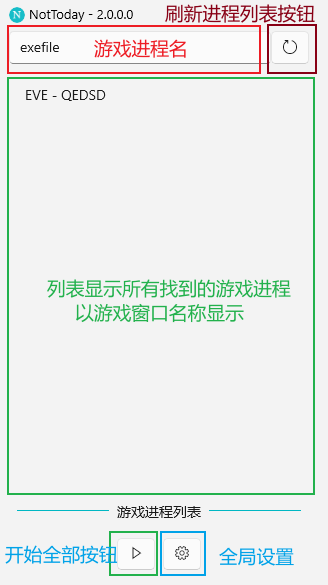 N NotToday - 2.0.0.0
刷新进程列表按钮
exefile
游戏进程名
EVE - QEDSD
列表显示所有找到的游戏进程
以游戏窗口名称显示
游戏进程列表
开始全部按钮
全局设置